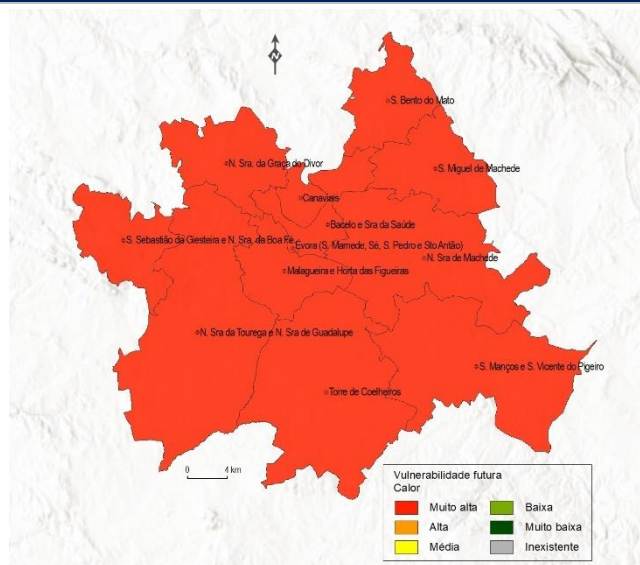 N
S. Bento do Mato
N. Sra. da Graça do Divor
S. Miguel de Machede
Canaviais
Bacelo e Sra da Saúde
S. Sebastião da Giesteira e N. Sra. da Boa Fé
Évora (S. Mamede, Sé, S. Pedro e Sto Antão)
N. Sra de Machede
Malagueira e Horta das Figueiras
N. Sra da Tourega e N. Sra de Guadalupe
S. Manços e S. Vicente do Pigeiro
Torre de Coelheiros
0 4 km
Vulnerabilidade futura
Calor
Muito alta Baixa
Alta Muito baixa
Média Inexistente